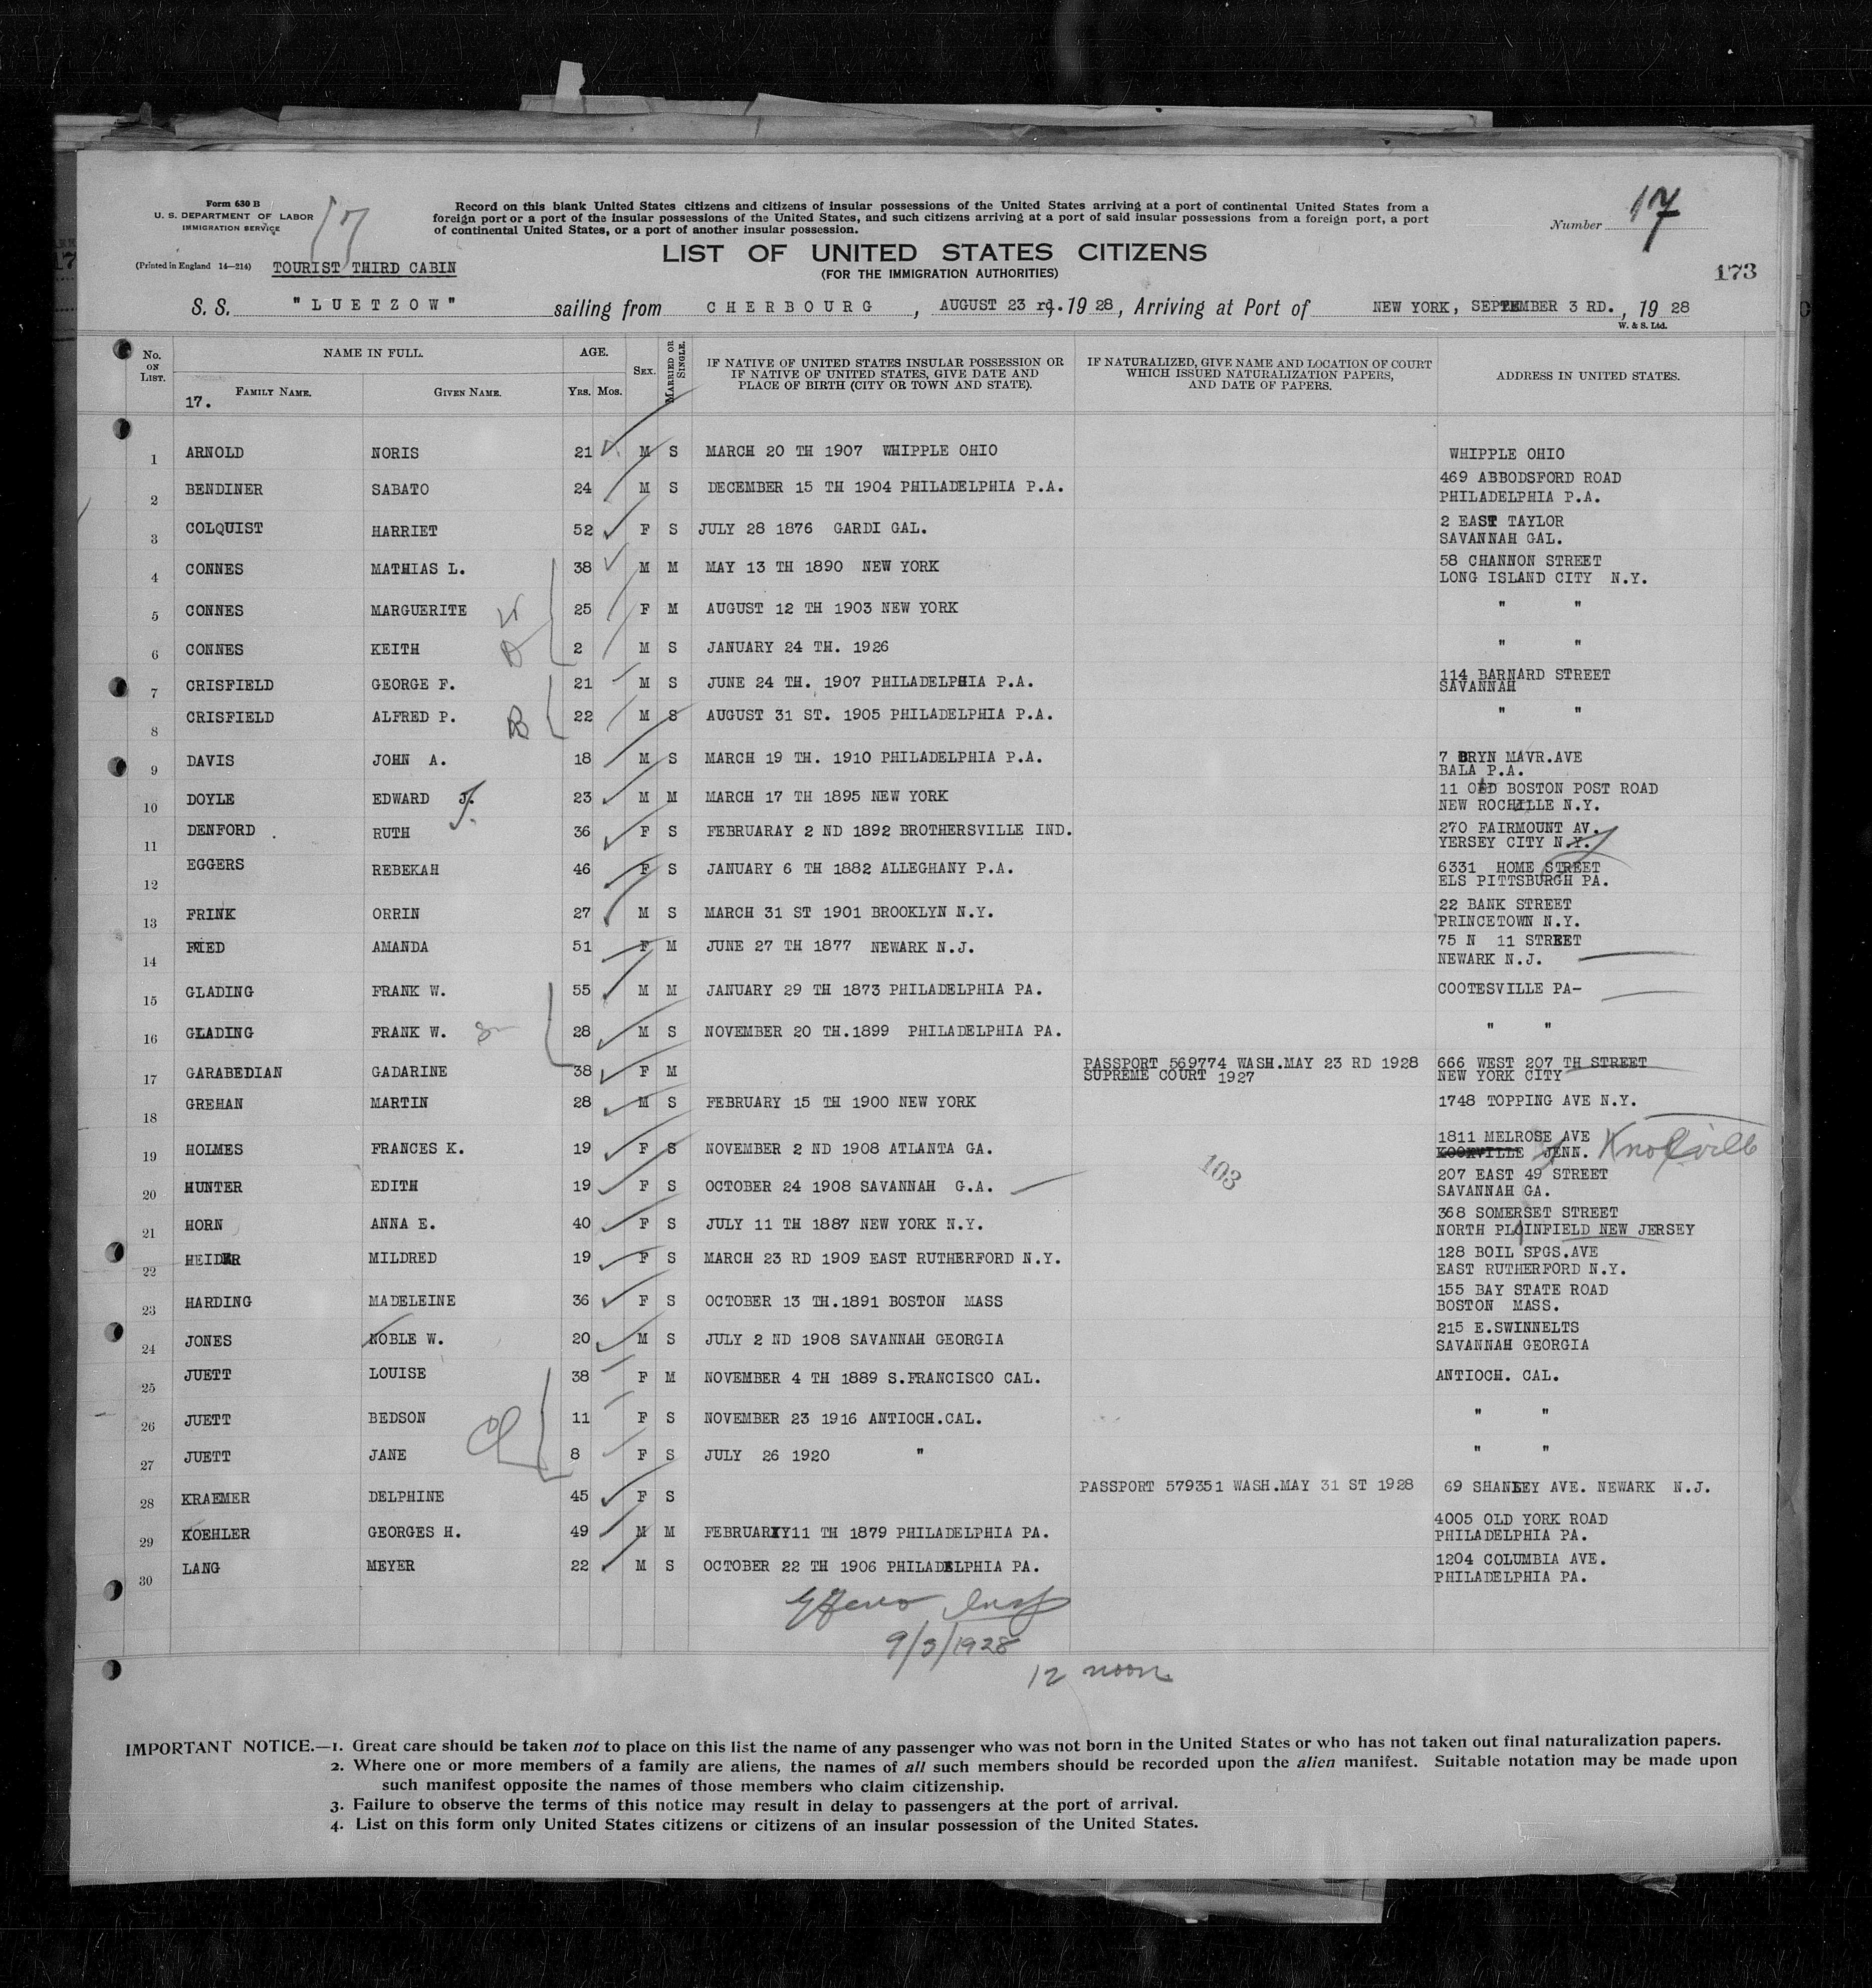 Form 630 B
U. S. DEPARTMENT OF LABOR
IMMIGRATION SERVICE
17
Record on this blank United States citizens and citizens of insular possessions of the United States arriving at a port of continental United States from a
foreign port or a port of the insular possessions of the United States, and such citizens arriving at a port of said insular possessions from a foreign port, a port
of continental United States, or a port of another insular possession.
Number 17
LIST OF UNITED STATES CITIZENS
(FOR THE IMMIGRATION AUTHORITIES)
(Printed in England 14—214) TOURIST THIRD CABIN
173
S. S. "LUETZOW" sailing from CHERBOURG, AUGUST 23 rd. 1928, Arriving at Port of NEW YORK, SEPTEMBER 3 RD., 1928
W. & S. Ltd.
No. ON LIST. NAME IN FULL. AGE. SEX. MARRIED OR SINGLE. IF NATIVE OF UNITED STATES INSULAR POSSESSION OR IF NATIVE OF UNITED STATES, GIVE DATE AND PLACE OF BIRTH (CITY OR TOWN AND STATE). IF NATURALIZED, GIVE NAME AND LOCATION OF COURT WHICH ISSUED NATURALIZATION PAPERS, AND DATE OF PAPERS. ADDRESS IN UNITED STATES.
17. FAMILY NAME. GIVEN NAME. YRS. MOS.
1 ARNOLD NORIS 21 M S MARCH 20 TH 1907 WHIPPLE OHIO WHIPPLE OHIO
2 BENDINER SABATO 24 M S DECEMBER 15 TH 1904 PHILADELPHIA P.A. 469 ABBODSFORD ROAD
PHILADELPHIA P.A.
3 COLQUIST HARRIET 52 F S JULY 28 1876 GARDI GAL. 2 EAST TAYLOR
SAVANNAH GAL.
4 CONNES MATHIAS L. 38 M M MAY 13 TH 1890 NEW YORK 58 CHANNON STREET
LONG ISLAND CITY N.Y.
5 CONNES MARGUERITE 25 F M AUGUST 12 TH 1903 NEW YORK " "
6 CONNES KEITH 2 M S JANUARY 24 TH. 1926 " "
7 CRISFIELD GEORGE F. 21 M S JUNE 24 TH. 1907 PHILADELPHIA P.A. 114 BARNARD STREET
SAVANNAH
8 CRISFIELD ALFRED P. 22 M S AUGUST 31 ST. 1905 PHILADELPHIA P.A. " "
9 DAVIS JOHN A. 18 M S MARCH 19 TH. 1910 PHILADELPHIA P.A. 7 BRYN MAVR.AVE
BALA P.A.
10 DOYLE EDWARD J. 23 M M MARCH 17 TH 1895 NEW YORK 11 OLD BOSTON POST ROAD
NEW ROCHILLE N.Y.
11 DENFORD . RUTH 36 F S FEBRUARAY 2 ND 1892 BROTHERSVILLE IND. 270 FAIRMOUNT AV.
YERSEY CITY N.Y. J
12 EGGERS REBEKAH 46 F S JANUARY 6 TH 1882 ALLEGHANY P.A. 6331 HOME STREET
ELS PITTSBURGH PA.
13 FRINK ORRIN 27 M S MARCH 31 ST 1901 BROOKLYN N.Y. 22 BANK STREET
PRINCETOWN N.Y.
14 FRIED AMANDA 51 F M JUNE 27 TH 1877 NEWARK N.J. 75 N 11 STREET
NEWARK N.J.
15 GLADING FRANK W. 55 M M JANUARY 29 TH 1873 PHILADELPHIA PA. COOTESVILLE PA-
16 GLADING FRANK W. 28 M S NOVEMBER 20 TH.1899 PHILADELPHIA PA. " "
17 GARABEDIAN GADARINE 38 F M PASSPORT 569774 WASH.MAY 23 RD 1928 666 WEST 207 TH STREET
SUPREME COURT 1927 NEW YORK CITY
18 GREHAN MARTIN 28 M S FEBRUARY 15 TH 1900 NEW YORK 1748 TOPPING AVE N.Y.
19 HOLMES FRANCES K. 19 F S NOVEMBER 2 ND 1908 ATLANTA GA. 1811 MELROSE AVE
KOOKVILLE JENN. Knoxville
103
20 HUNTER EDITH 19 F S OCTOBER 24 1908 SAVANNAH G.A. 207 EAST 49 STREET
SAVANNAH GA.
21 HORN ANNA E. 40 F S JULY 11 TH 1887 NEW YORK N.Y. 368 SOMERSET STREET
NORTH PLAINFIELD NEW JERSEY
22 HEIDER MILDRED 19 F S MARCH 23 RD 1909 EAST RUTHERFORD N.Y. 128 BOIL SPGS.AVE
EAST RUTHERFORD N.Y.
23 HARDING MADELEINE 36 F S OCTOBER 13 TH.1891 BOSTON MASS 155 BAY STATE ROAD
BOSTON MASS.
24 JONES NOBLE W. 20 M S JULY 2 ND 1908 SAVANNAH GEORGIA 215 E.SWINNELTS
SAVANNAH GEORGIA
25 JUETT LOUISE 38 F M NOVEMBER 4 TH 1889 S.FRANCISCO CAL. ANTIOCH. CAL.
26 JUETT BEDSON 11 F S NOVEMBER 23 1916 ANTIOCH.CAL. " "
27 JUETT JANE 8 F S JULY 26 1920 " " "
28 KRAEMER DELPHINE 45 F S PASSPORT 579351 WASH.MAY 31 ST 1928 69 SHANLEY AVE. NEWARK N.J.
29 KOEHLER GEORGES H. 49 M M FEBRUARY11 TH 1879 PHILADELPHIA PA. 4005 OLD YORK ROAD
PHILADELPHIA PA.
30 LANG MEYER 22 M S OCTOBER 22 TH 1906 PHILADELPHIA PA. 1204 COLUMBIA AVE.
PHILADELPHIA PA.
9/3/1928
12 noon
IMPORTANT NOTICE.—1. Great care should be taken not to place on this list the name of any passenger who was not born in the United States or who has not taken out final naturalization papers.
2. Where one or more members of a family are aliens, the names of all such members should be recorded upon the alien manifest. Suitable notation may be made upon
such manifest opposite the names of those members who claim citizenship.
3. Failure to observe the terms of this notice may result in delay to passengers at the port of arrival.
4. List on this form only United States citizens or citizens of an insular possession of the United States.